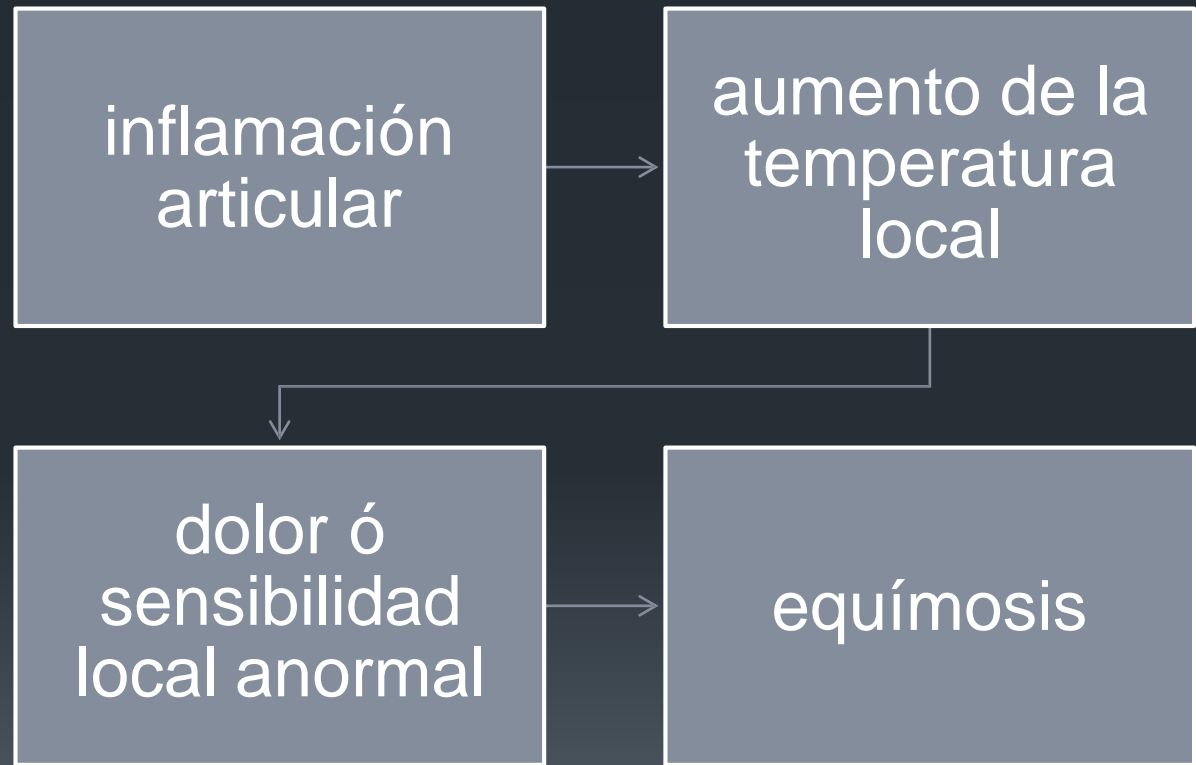 inflamación
articular
aumento de la
temperatura
local
dolor ó
sensibilidad
local anormal
equímosis